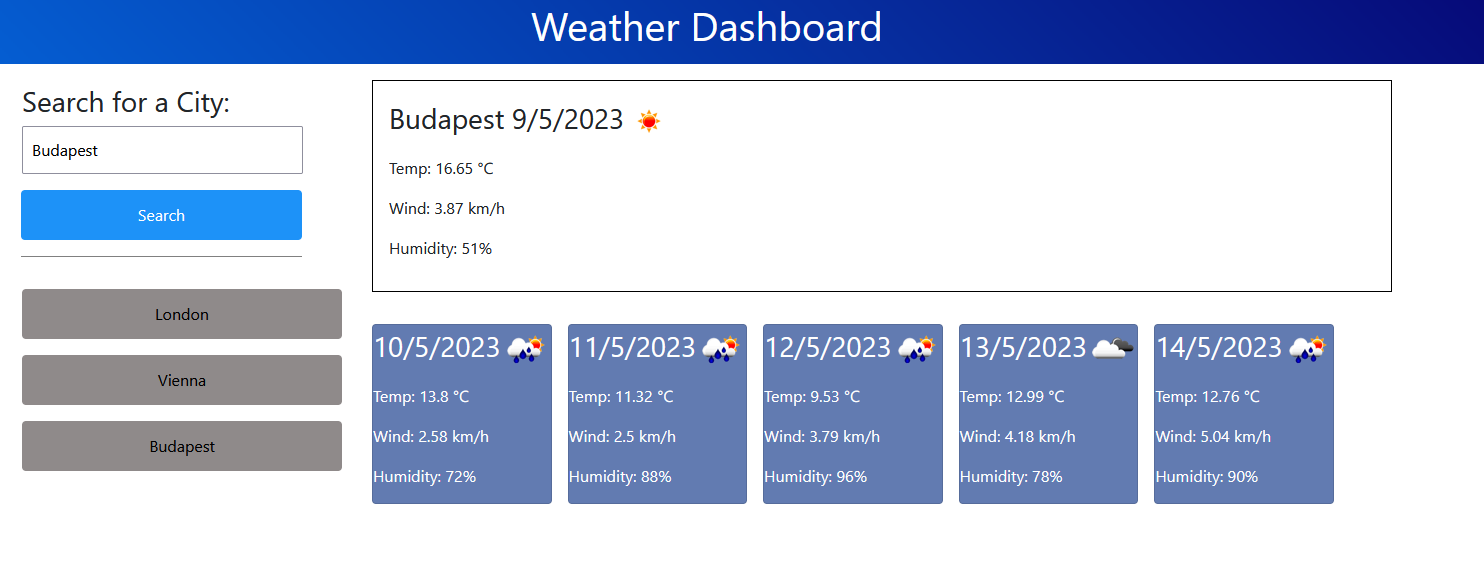 Weather Dashboard
Search for a City:
Budapest
Search
London
Vienna
Budapest
Budapest 9/5/2023
Temp: 16.65 °C
Wind: 3.87 km/h
Humidity: 51%
10/5/2023
Temp: 13.8 °C
Wind: 2.58 km/h
Humidity: 72%
11/5/2023
Temp: 11.32 °C
Wind: 2.5 km/h
Humidity: 88%
12/5/2023
Temp: 9.53 °C
Wind: 3.79 km/h
Humidity: 96%
13/5/2023
Temp: 12.99 °C
Wind: 4.18 km/h
Humidity: 78%
14/5/2023
Temp: 12.76 °C
Wind: 5.04 km/h
Humidity: 90%